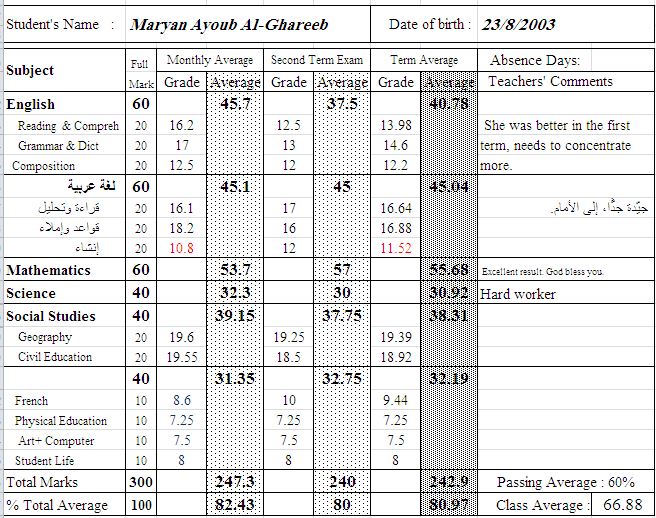 Student's Name : Maryan Ayoub Al-Ghareeb Date of birth : 23/8/2003
Subject Full Mark Monthly Average Second Term Exam Term Average Absence Days:
Grade Average Grade Average Grade Average Teachers' Comments
English 60 45.7 37.5 40.78
Reading & Compreh 20 16.2 12.5 13.98 She was better in the first
Grammar & Dict 20 17 13 14.6 term, needs to concentrate
Composition 20 12.5 12 12.2 more.
لغة عربية 60 45.1 45 45.04
قراءة وتحليل 20 16.1 17 16.64 جيّدة جدًّا، إلى الأمام.
قواعد وإملاء 20 18.2 16 16.88
إنشاء 20 10.8 12 11.52
Mathematics 60 53.7 57 55.68 Excellent result. God bless you.
Science 40 32.3 30 30.92 Hard worker
Social Studies 40 39.15 37.75 38.31
Geography 20 19.6 19.25 19.39
Civil Education 20 19.55 18.5 18.92
40 31.35 32.75 32.19
French 10 8.6 10 9.44
Physical Education 10 7.25 7.25 7.25
Art+ Computer 10 7.5 7.5 7.5
Student Life 10 8 8 8
Total Marks 300 247.3 240 242.9 Passing Average : 60%
% Total Average 100 82.43 80 80.97 Class Average : 66.88